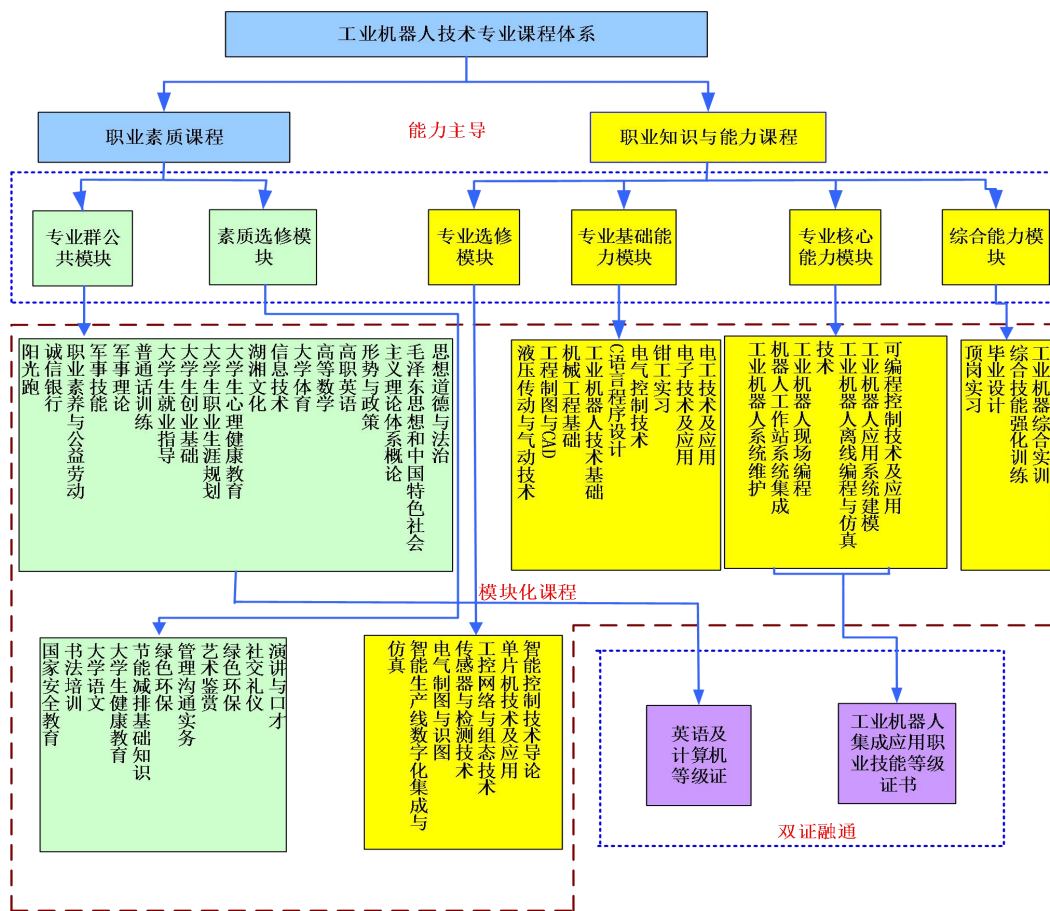 工业机器人技术专业课程体系
职业素质课程
能力主导
职业知识与能力课程
专业群公
共模块
素质选修模
块
专业选修
模块
专业基础能
力模块
专业核心
能力模块
综合能力模
块
思想道德与法治
毛泽东思想和中国特色社会
主义理论体系概论
形势与政策
高职英语
高等数学
大学体育
信息技术
湖湘文化
大学生心理健康教育
大学生职业生涯规划
大学生创业基础
大学生就业指导
普通话训练
军事理论
军事技能
职业素养与公益劳动
诚信银行
阳光跑
电工技术及应用
电子技术及应用
钳工实习
电气控制技术
C语言程序设计
工业机器人技术基础
机械工程基础
工程制图与CAD
液压传动与气动技术
可编程控制技术及应用
工业机器人应用系统建模
工业机器人离线编程与仿真
技术
工业机器人现场编程
机器人工作站系统集成
工业机器人系统维护
工业机器综合实训
综合技能强化训练
毕业设计
顶岗实习
模块化课程
演讲与口才
社交礼仪
绿色环保
艺术鉴赏
管理沟通实务
绿色环保
节能减排基础知识
大学生健康教育
大学语文
书法培训
国家安全教育
智能控制技术导论
单片机技术及应用
工控网络与组态技术
传感器与检测技术
电气制图与识图
智能生产线数字化集成与
仿真
英语及
计算机
等级证
工业机器人
集成应用职
业技能等级
证书
双证融通